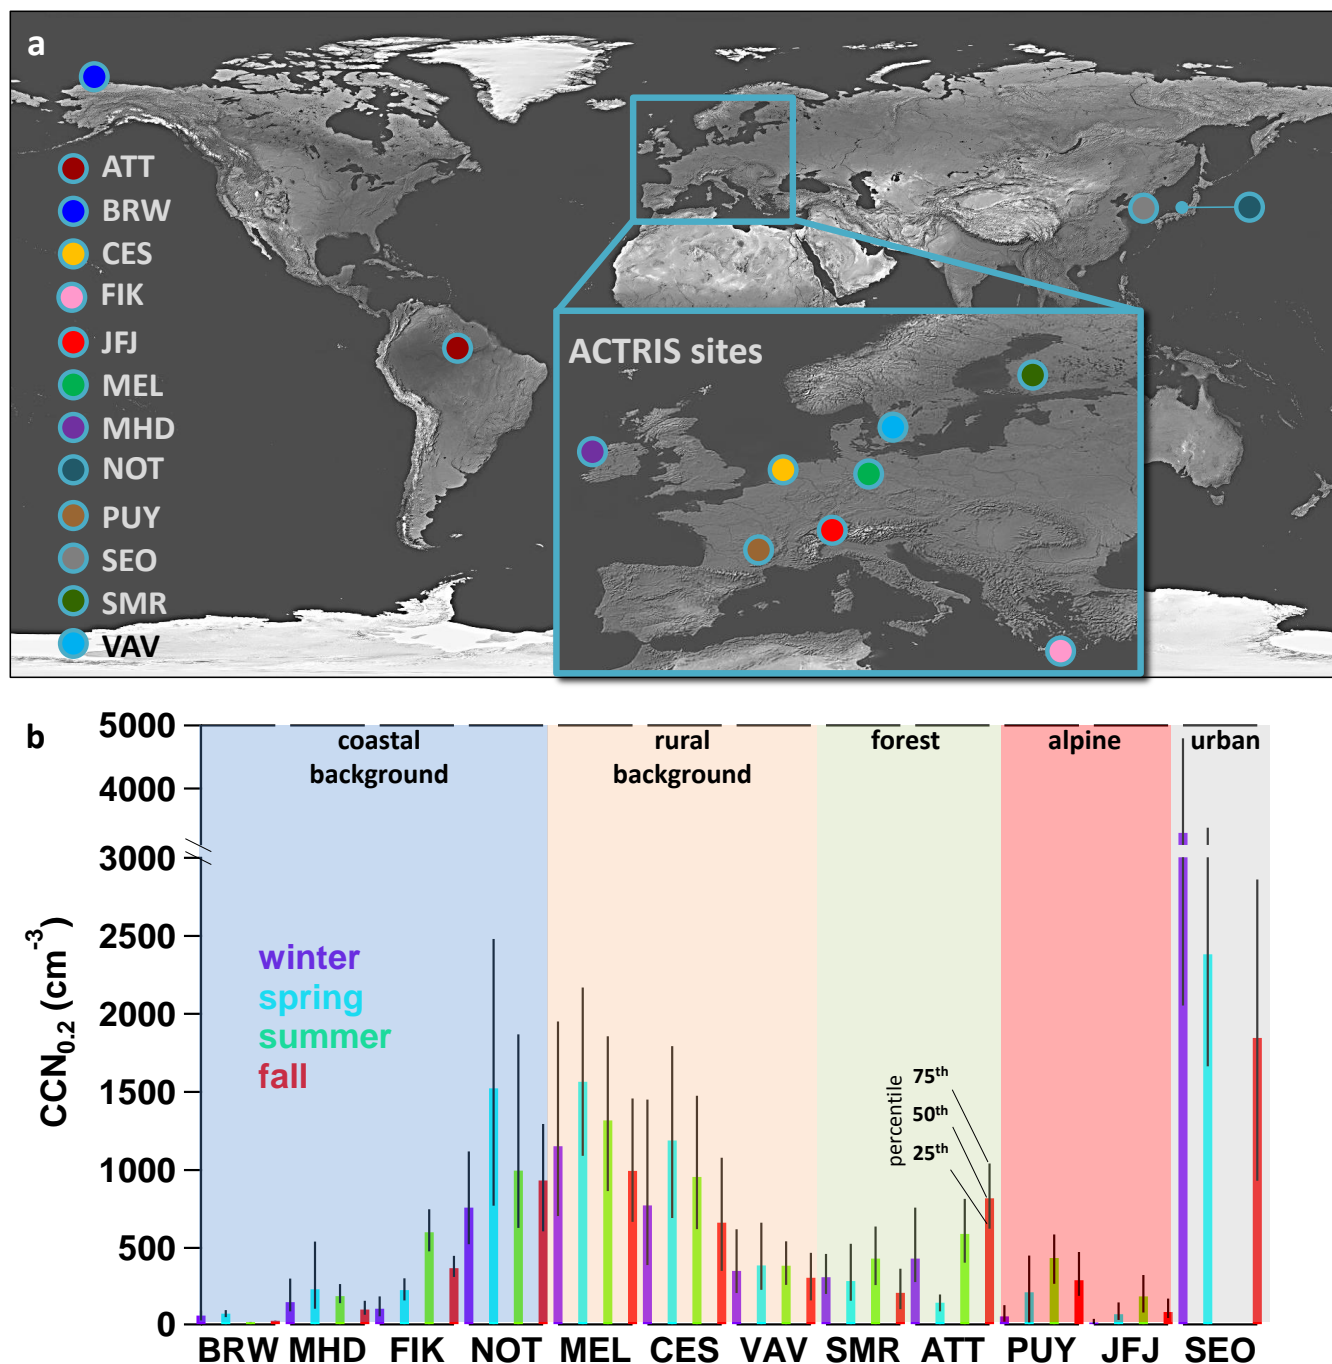 a
ATT
BRW
CES
FIK
JFJ
MEL
MHD
NOT
PUY
SEO
SMR
VAV
ACTRIS sites
b
5000
4000
3000
2500
2000
1500
1000
500
0
CCN0.2 (cm-3)
coastal
background
rural
background
forest
alpine
urban
winter
spring
summer
fall
percentile
75th
50th
25th
BRW MHD FIK NOT MEL CES VAV SMR ATT PUY JFJ SEO